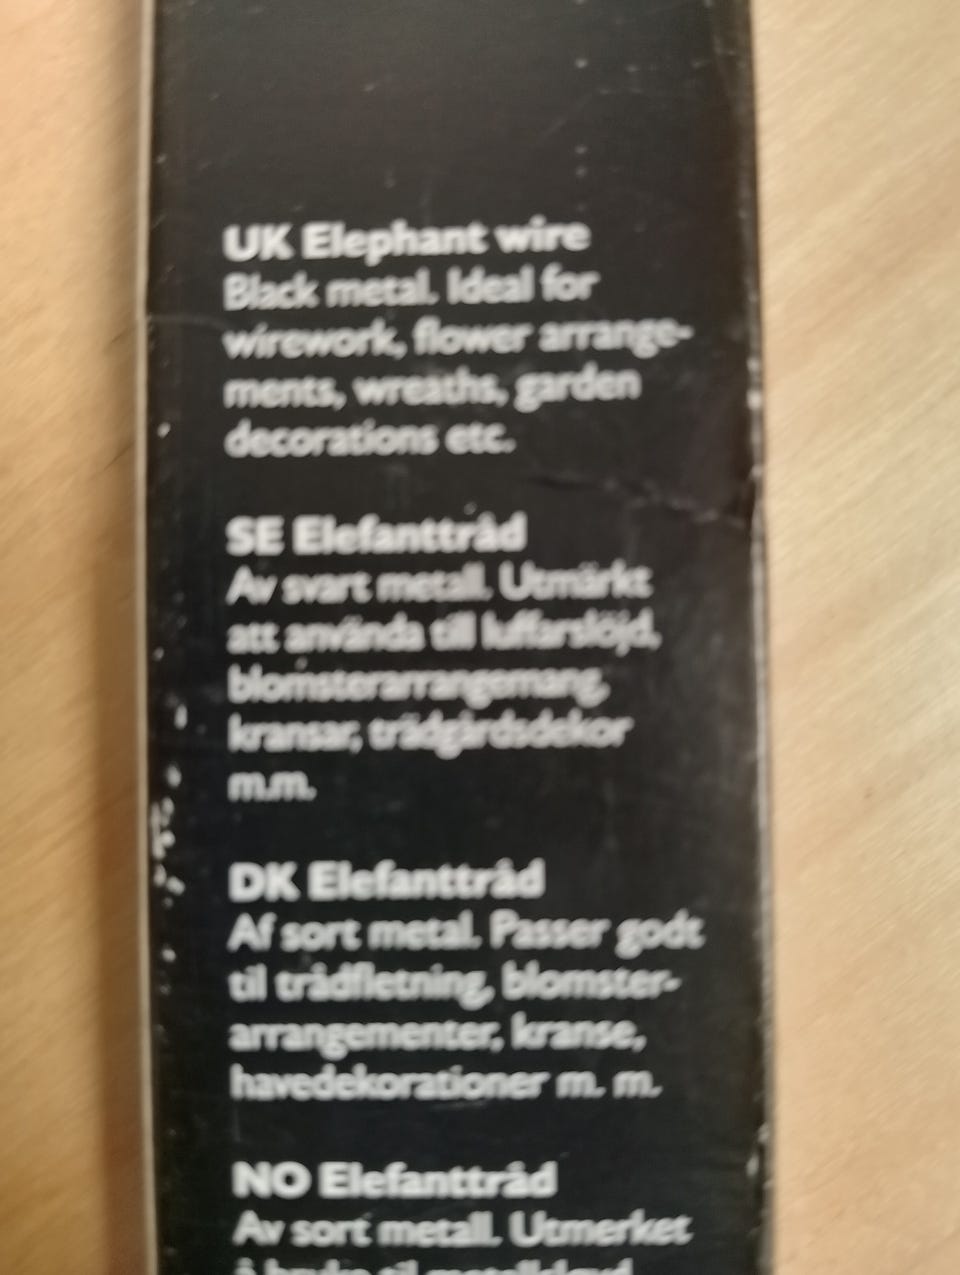 UK Elephant wire
Black metal. Ideal for
wirework, flower arrange-
ments, wreaths, garden
decorations etc.
SE Elefanttråd
Av svart metall. Utmärkt
att använda till luffarslöjd,
blomsterarrangemang,
kransar, trädgårdsdekor
m.m.
DK Elefanttråd
Af sort metal. Passer godt
til trådfletning, blomster-
arrangementer, kranse,
havedekorationer m. m.
NO Elefanttråd
Av sort metall. Utmerket
å bruke til